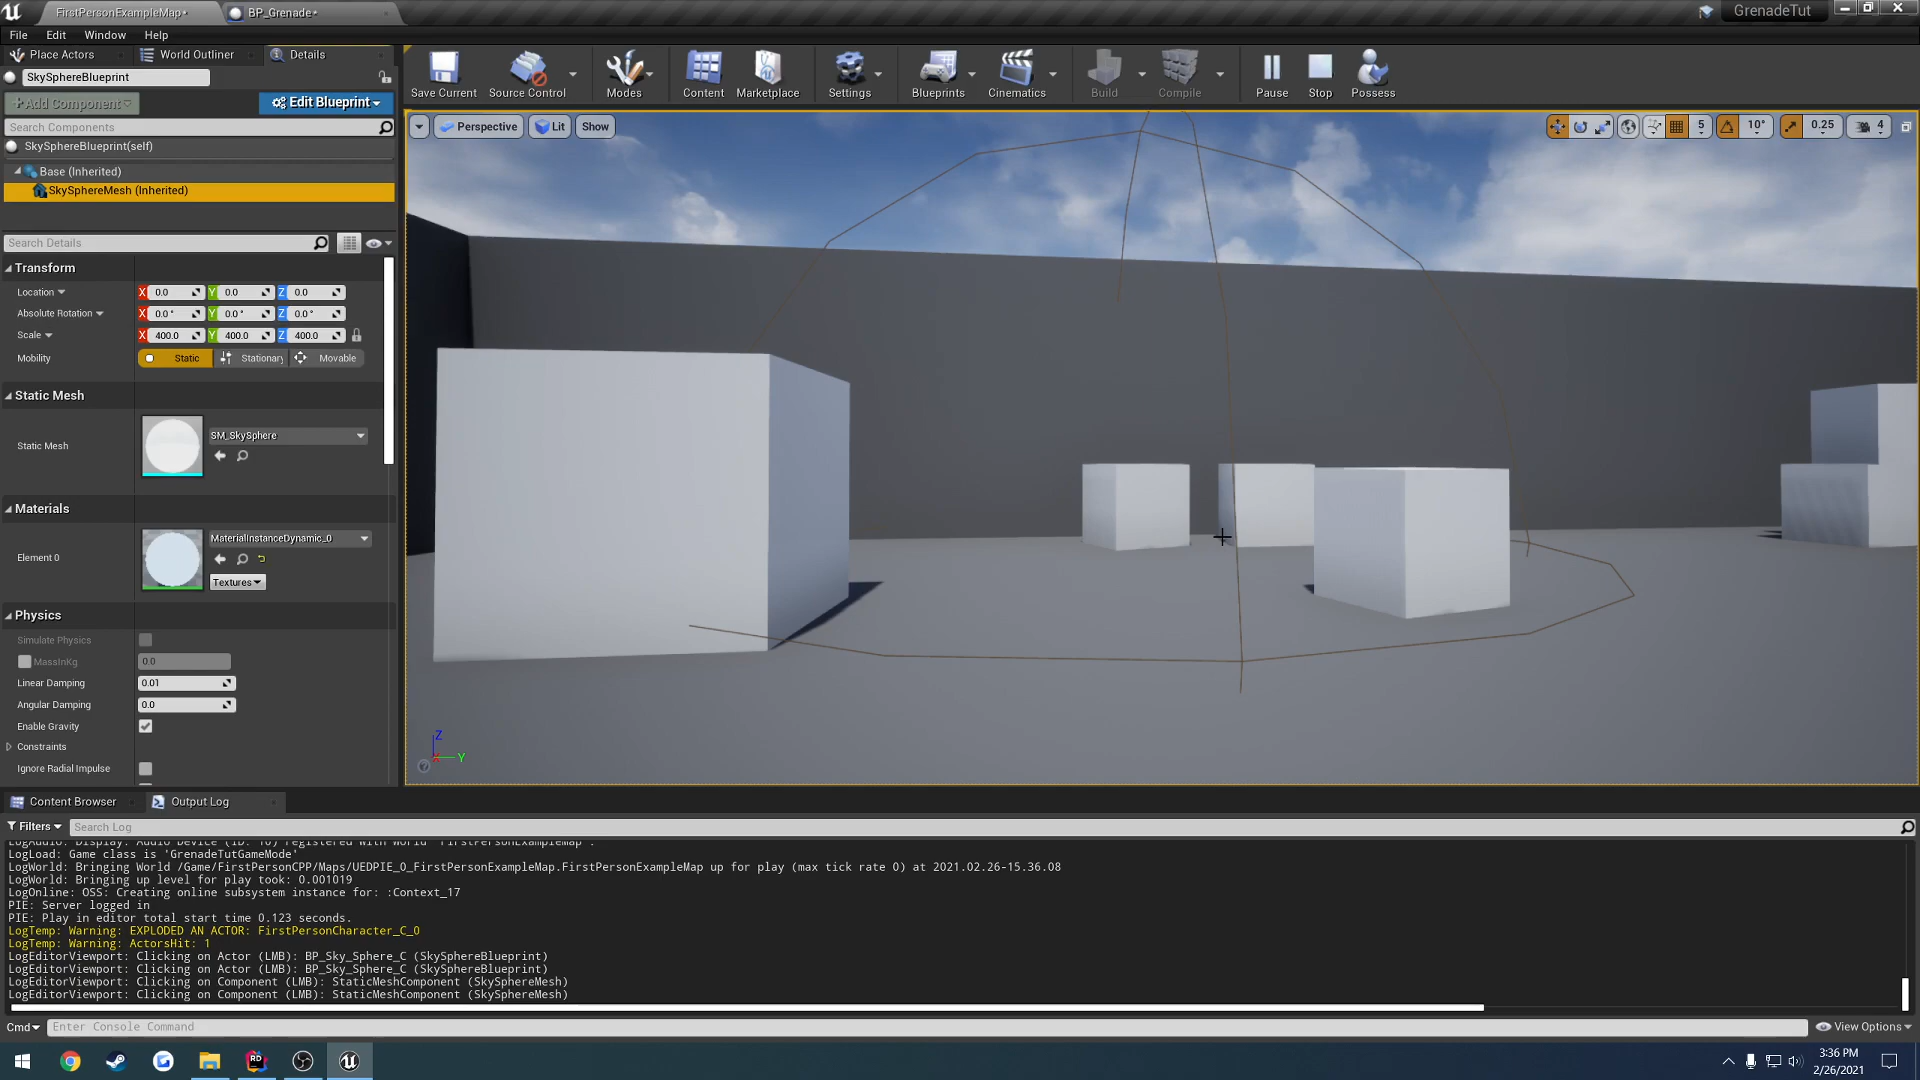 FirstPersonExampleMap*
BP_Grenade*
GrenadeTut
File
Edit
Window
Help
Place Actors
World Outliner
Details
SkySphereBlueprint
+Add Component
Edit Blueprint
Search Components
SkySphereBlueprint(self)
Base (Inherited)
SkySphereMesh (Inherited)
Search Details
Transform
Location
X 0.0
Y 0.0
Z 0.0
Absolute Rotation
X 0.0 °
Y 0.0 °
Z 0.0 °
Scale
X 400.0
Y 400.0
Z 400.0
Mobility
Static
Stationary
Movable
Static Mesh
Static Mesh
SM_SkySphere
Materials
Element 0
MaterialInstanceDynamic_0
Textures
Physics
Simulate Physics
MassInKg
0.0
Linear Damping
0.01
Angular Damping
0.0
Enable Gravity
Constraints
Ignore Radial Impulse
Save Current
Source Control
Modes
Content
Marketplace
Settings
Blueprints
Cinematics
Build
Compile
Pause
Stop
Possess
Perspective
Lit
Show
5
10°
0.25
4
Z
X
Y
Content Browser
Output Log
Filters
Search Log
LogAudio: Display: Audio Device (ID: 10) registered with world 'FirstPersonExampleMap'.
LogLoad: Game class is 'GrenadeTutGameMode'
LogWorld: Bringing World /Game/FirstPersonCPP/Maps/UEDPIE_0_FirstPersonExampleMap.FirstPersonExampleMap up for play (max tick rate 0) at 2021.02.26-15.36.08
LogWorld: Bringing up level for play took: 0.001019
LogOnline: OSS: Creating online subsystem instance for: :Context_17
PIE: Server logged in
PIE: Play in editor total start time 0.123 seconds.
LogTemp: Warning: EXPLODED AN ACTOR: FirstPersonCharacter_C_0
LogTemp: Warning: ActorsHit: 1
LogEditorViewport: Clicking on Actor (LMB): BP_Sky_Sphere_C (SkySphereBlueprint)
LogEditorViewport: Clicking on Actor (LMB): BP_Sky_Sphere_C (SkySphereBlueprint)
LogEditorViewport: Clicking on Component (LMB): StaticMeshComponent (SkySphereMesh)
LogEditorViewport: Clicking on Component (LMB): StaticMeshComponent (SkySphereMesh)
Cmd
Enter Console Command
View Options
RD
3:36 PM
2/26/2021